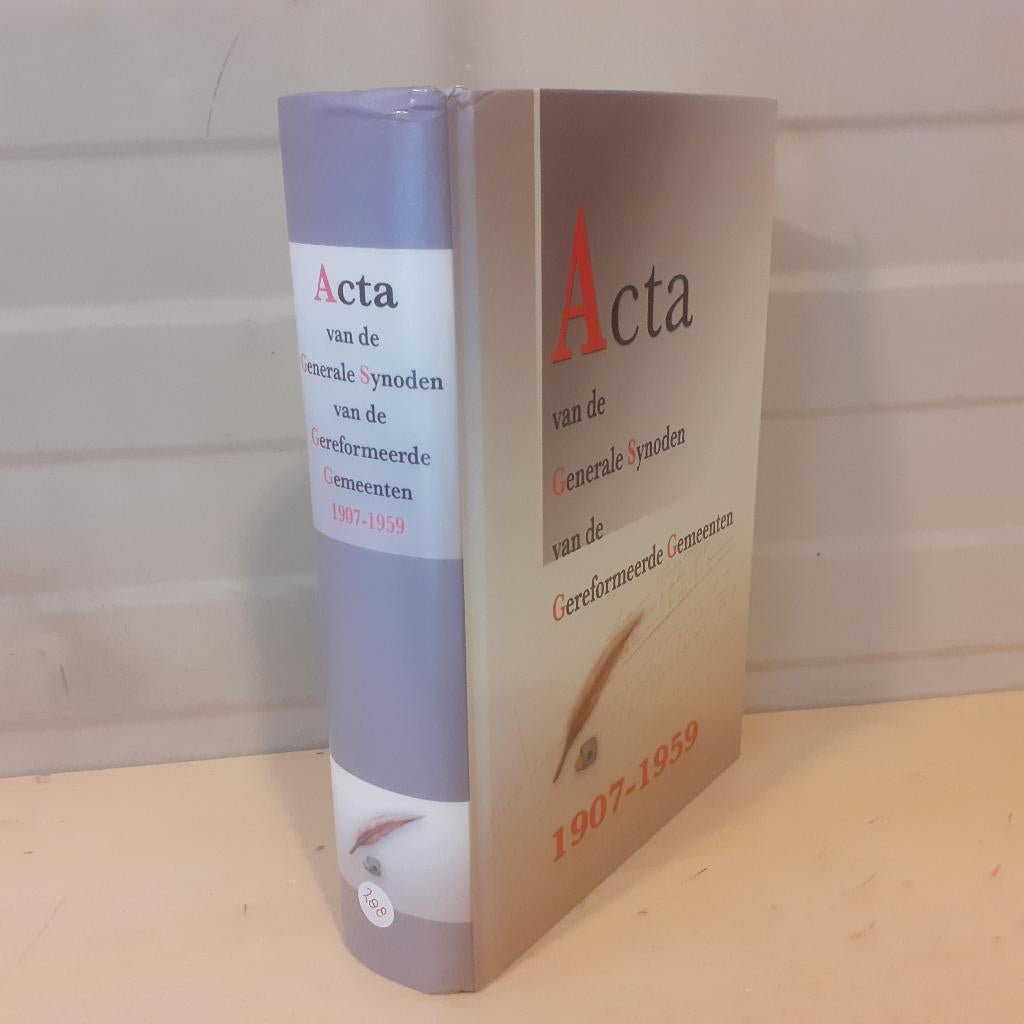 Acta
van de
Generale Synoden
van de
Gereformeerde
Gemeenten
1907-1959
288
Acta
van de
Generale Synoden
van de
Gereformeerde Gemeenten
1907-1959